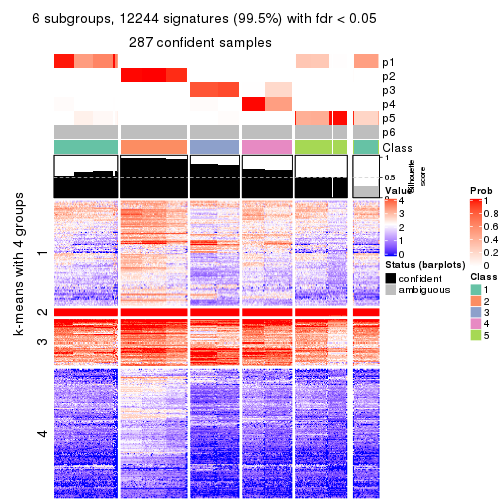 6 subgroups, 12244 signatures (99.5%) with fdr < 0.05
287 confident samples
p1
p2
p3
p4
p5
p6
Class
1
0.5
0
Silhouette
score
k-means with 4 groups
1
2
3
4
Value
4
3
2
1
0
Status (barplots)
confident
ambiguous
Prob
1
0.8
0.6
0.4
0.2
0
Class
1
2
3
4
5